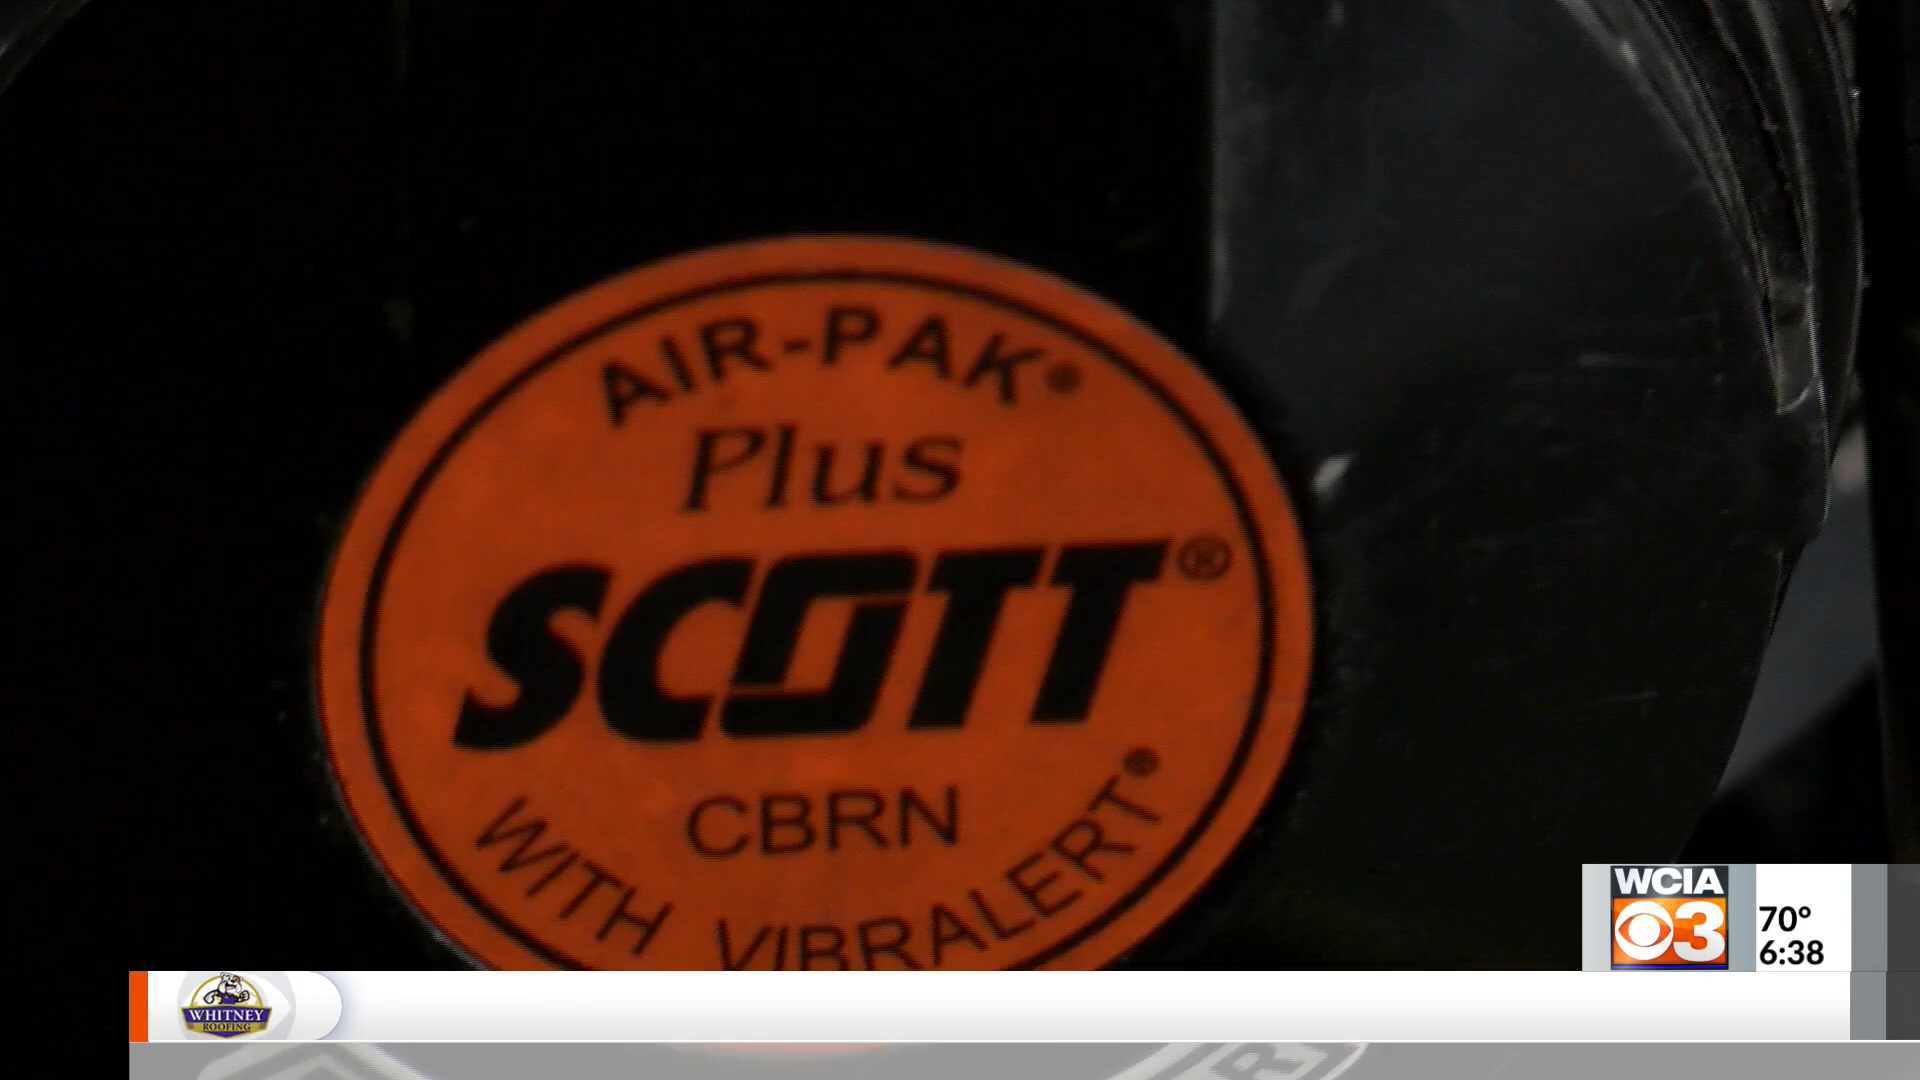 AIR-PAK®
Plus
SCOTT®
CBRN
WITH VIBRALERT®
WCIA
3
70°
6:38
WHITNEY
ROOFING